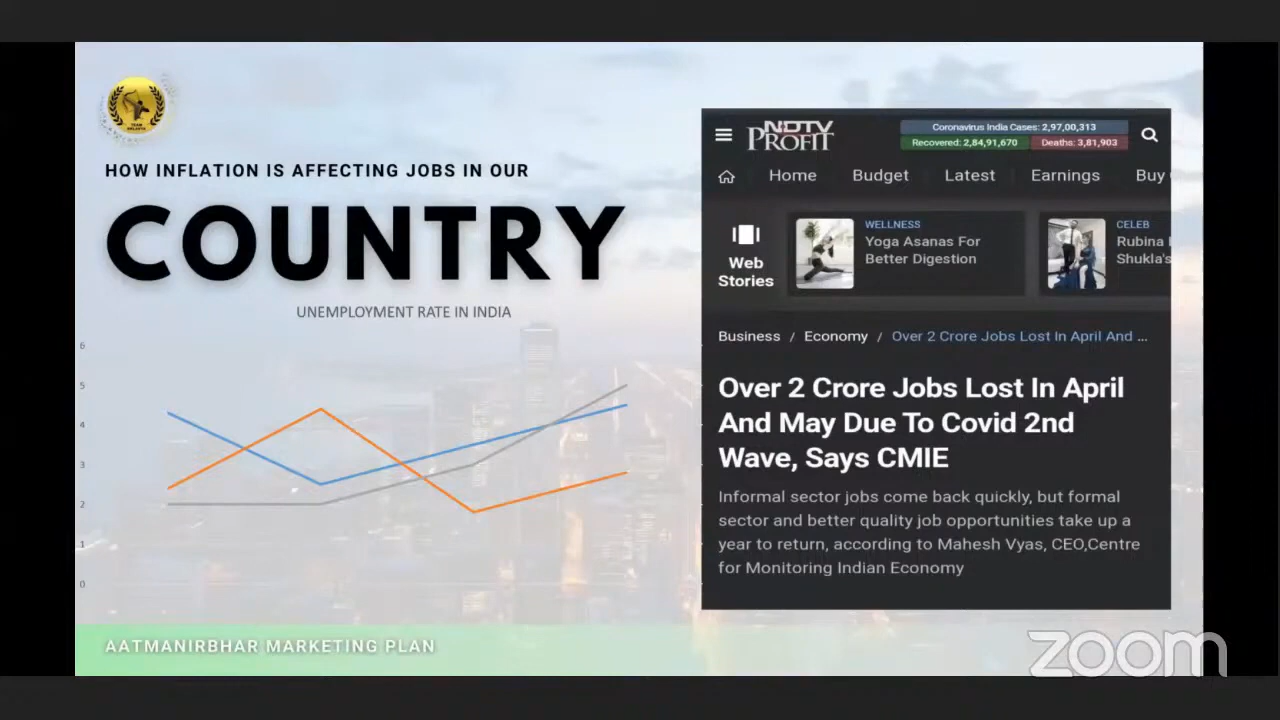 HOW INFLATION IS AFFECTING JOBS IN OUR
COUNTRY
UNEMPLOYMENT RATE IN INDIA
6
5
4
3
2
1
0
AATMANIRBHAR MARKETING PLAN
NDTV
PROFIT
Coronavirus India Cases: 2,97,00,313
Recovered: 2,84,91,670 Deaths: 3,81,903
Home Budget Latest Earnings Buy
Web
Stories
WELLNESS
Yoga Asanas For
Better Digestion
CELEB
Rubina
Shukla's
Business / Economy / Over 2 Crore Jobs Lost In April And ...
Over 2 Crore Jobs Lost In April
And May Due To Covid 2nd
Wave, Says CMIE
Informal sector jobs come back quickly, but formal
sector and better quality job opportunities take up a
year to return, according to Mahesh Vyas, CEO,Centre
for Monitoring Indian Economy
zoom